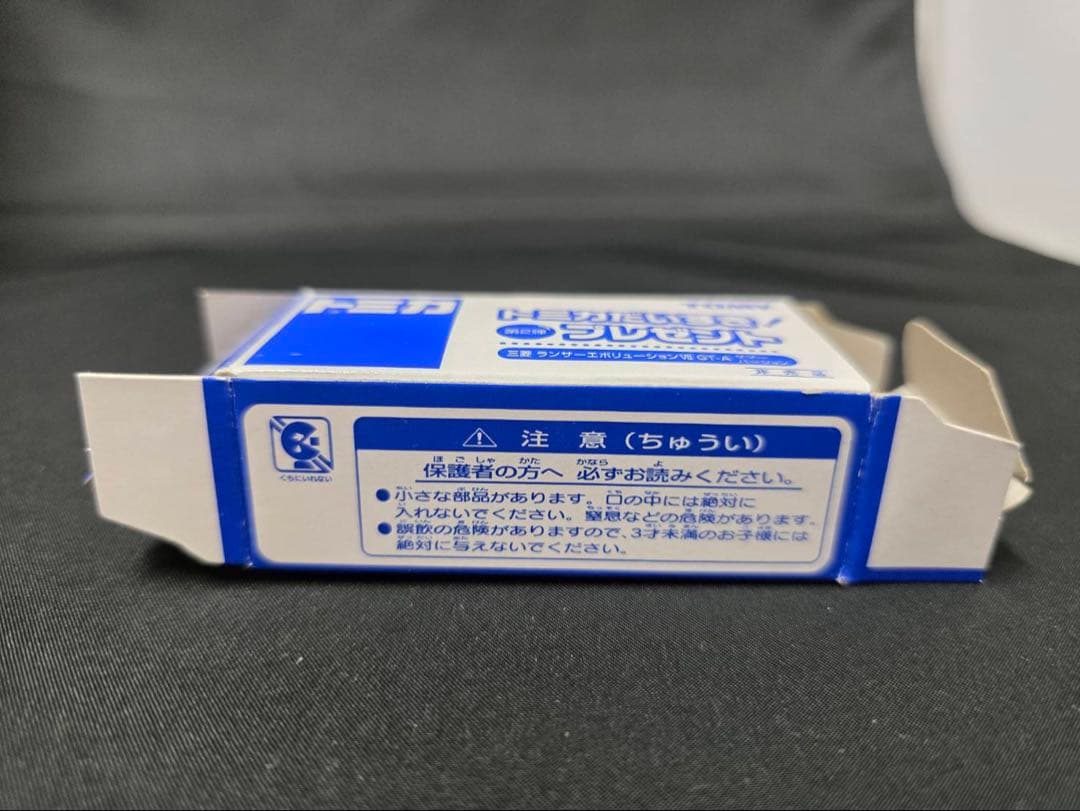 トミカ
TOMY
トミカだいすき！
第2弾
プレゼント
三菱 ランサーエボリューションⅦ GT-A
非売品
くちにいれない
⚠ 注 意（ちゅうい）
保護者の方へ 必ずお読みください。
●小さな部品があります。口の中には絶対に
入れないでください。窒息などの危険があります。
●誤飲の危険がありますので、3才未満のお子様には
絶対に与えないでください。